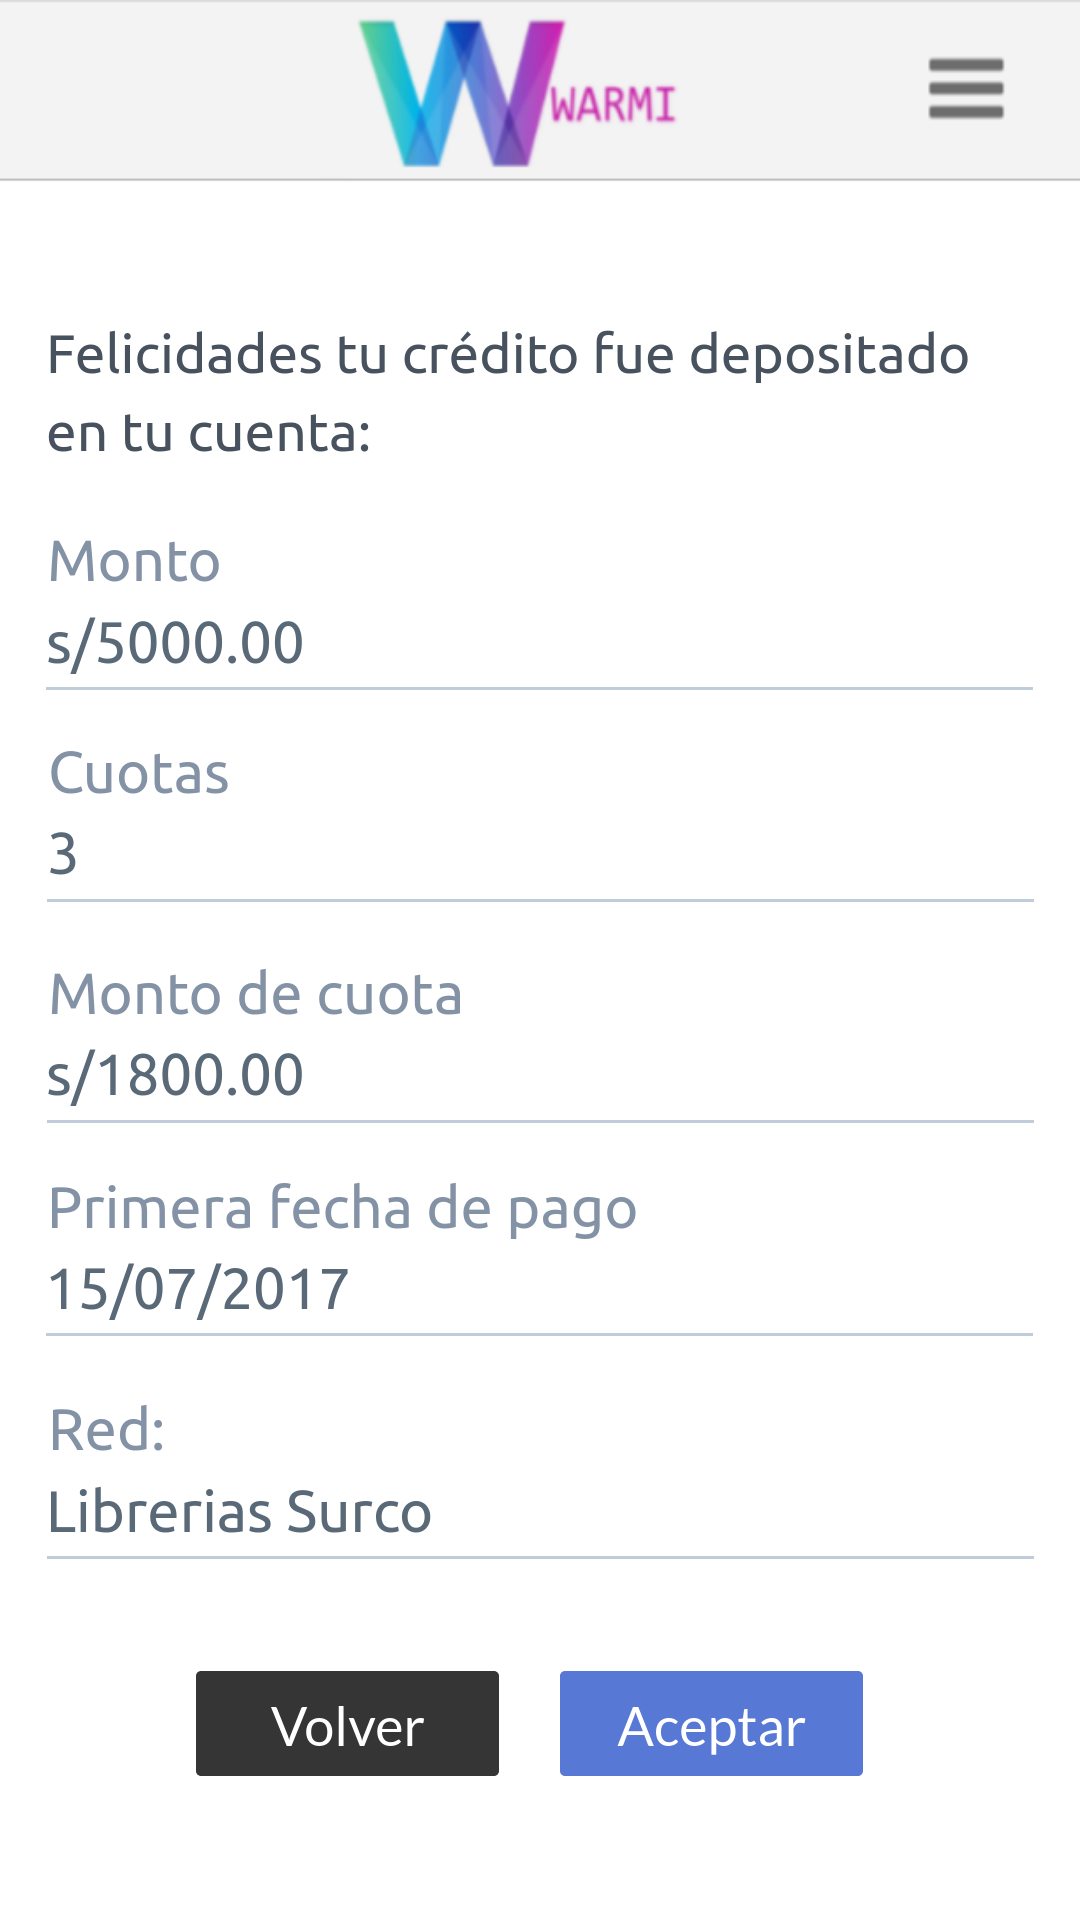 WARMI
Felicidades tu crédito fue depositado
en tu cuenta:
Monto
s/5000.00
Cuotas
3
Monto de cuota
s/1800.00
Primera fecha de pago
15/07/2017
Red:
Librerias Surco
Volver
Aceptar